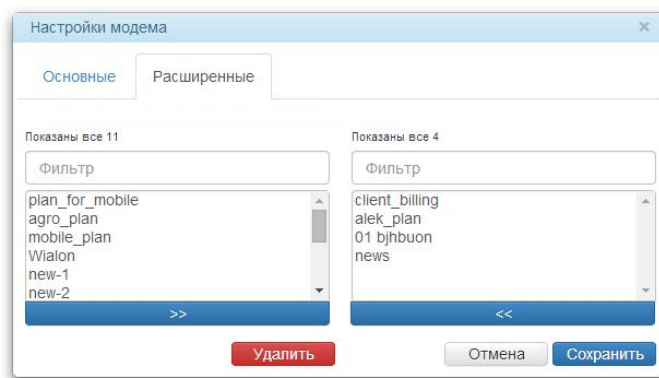 Настройки модема ×
Основные Расширенные
Показаны все 11
Фильтр
plan_for_mobile
agro_plan
mobile_plan
Wialon
new-1
new-2
>>
Показаны все 4
Фильтр
client_billing
alek_plan
01 bjhbuon
news
<<
Удалить Отмена Сохранить